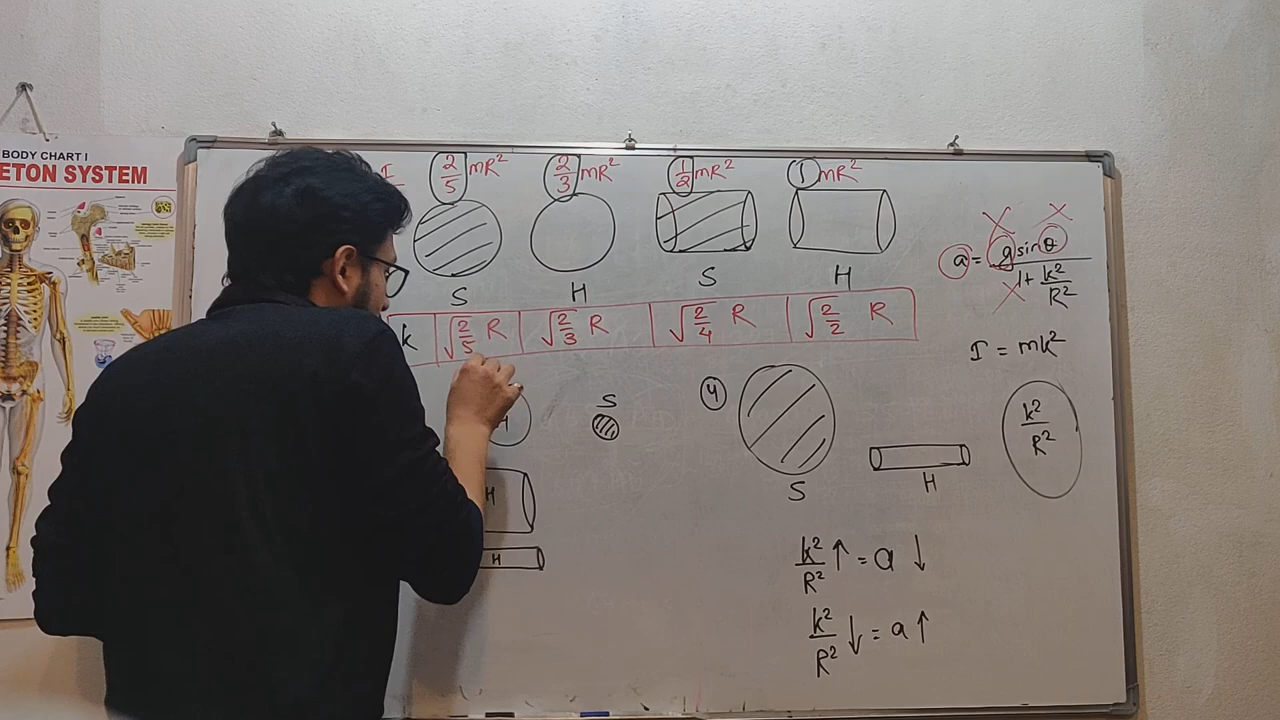 BODY CHART I
ETON SYSTEM
I
2/5 mR²
2/3 mR²
1/2 mR²
1 mR²
S
H
S
H
k
√2/5 R
√2/3 R
√2/4 R
√2/2 R
a = g sin θ / 1 + k²/R²
I = mk²
H
S
H
H
4
S
H
k²/R²
k²/R² ↑ = a ↓
k²/R² ↓ = a ↑